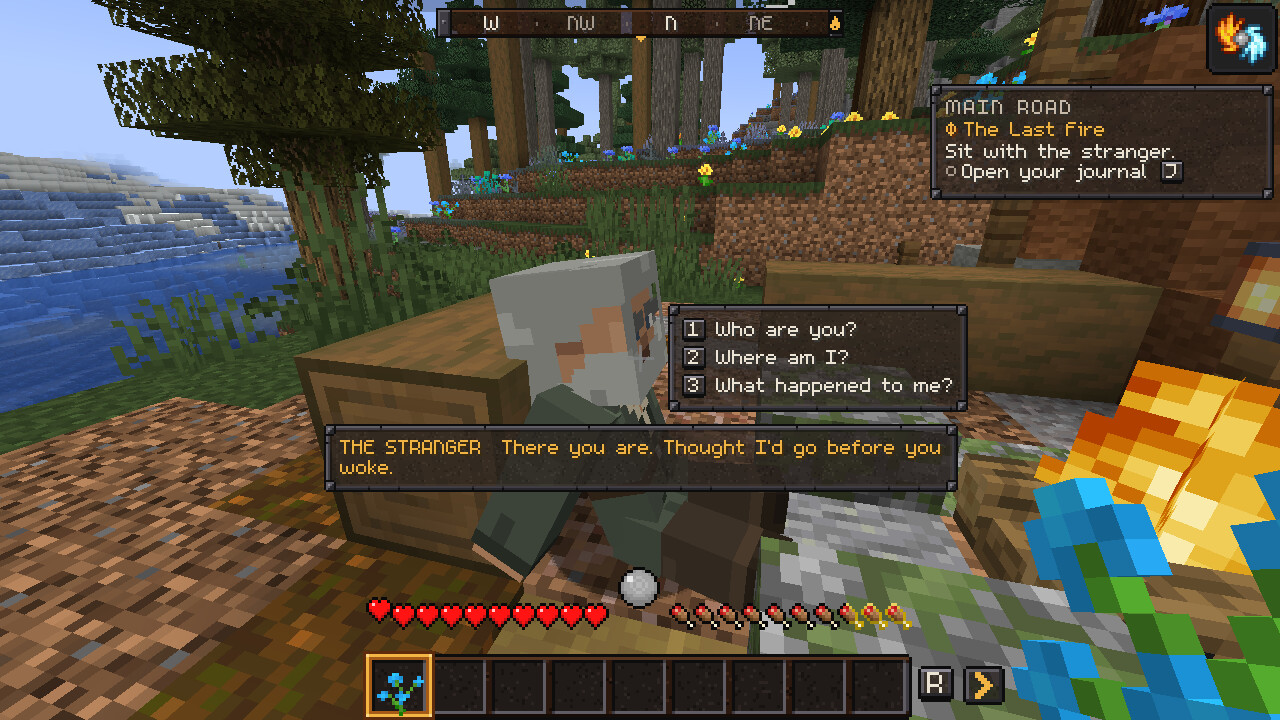 W NW N NE
MAIN ROAD
The Last Fire
Sit with the stranger.
Open your journal J
1 Who are you?
2 Where am I?
3 What happened to me?
THE STRANGER There you are. Thought I'd go before you
woke.
R